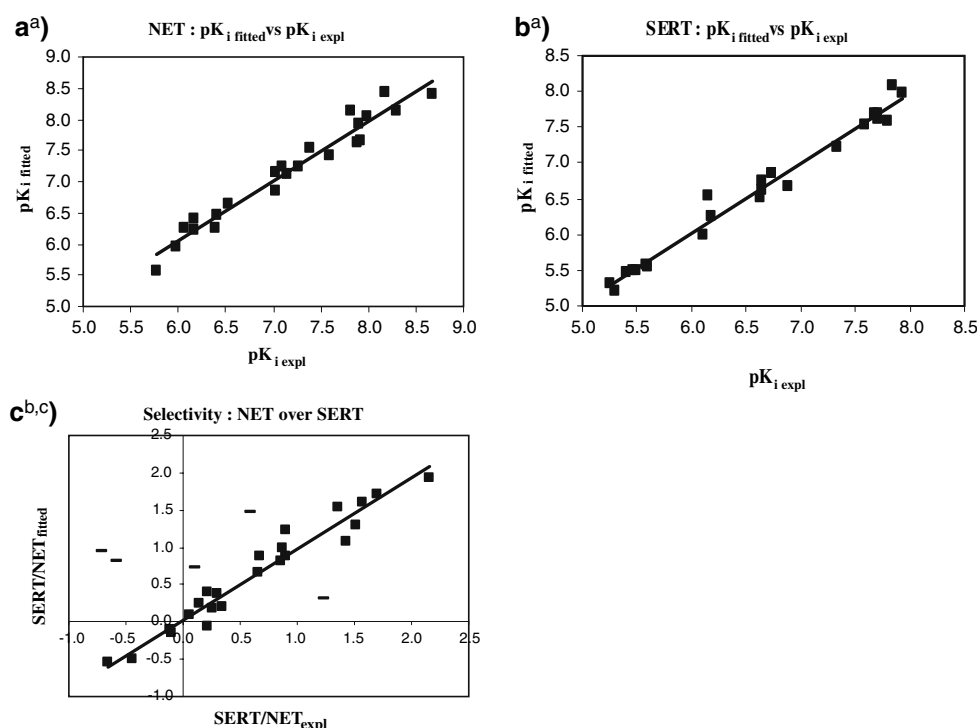 a^a)
NET : pK_i fitted vs pK_i expl
9.0
8.5
8.0
7.5
7.0
6.5
6.0
5.5
5.0
5.0 5.5 6.0 6.5 7.0 7.5 8.0 8.5 9.0
pK_i fitted
pK_i expl
b^a)
SERT : pK_i fitted vs pK_i expl
8.5
8.0
7.5
7.0
6.5
6.0
5.5
5.0
5.0 5.5 6.0 6.5 7.0 7.5 8.0 8.5
pK_i fitted
pK_i expl
c^b,c)
Selectivity : NET over SERT
2.5
2.0
1.5
1.0
0.5
0.0
-1.0 -0.5 0.0 0.5 1.0 1.5 2.0 2.5
-0.5
-1.0
SERT/NET_fitted
SERT/NET_expl